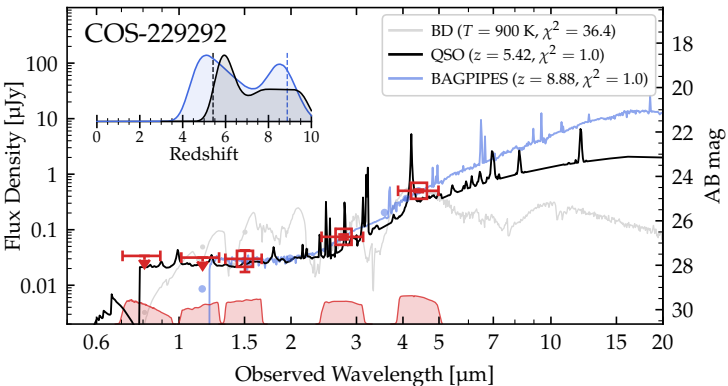 COS-229292
BD (T = 900 K, χ² = 36.4)
QSO (z = 5.42, χ² = 1.0)
BAGPIPES (z = 8.88, χ² = 1.0)
0 2 4 6 8 10
Redshift
100
10
1
0.1
0.01
Flux Density [µJy]
18
20
22
24
26
28
30
AB mag
0.6 1 2 3 4 5 7 10 15 20
Observed Wavelength [µm]